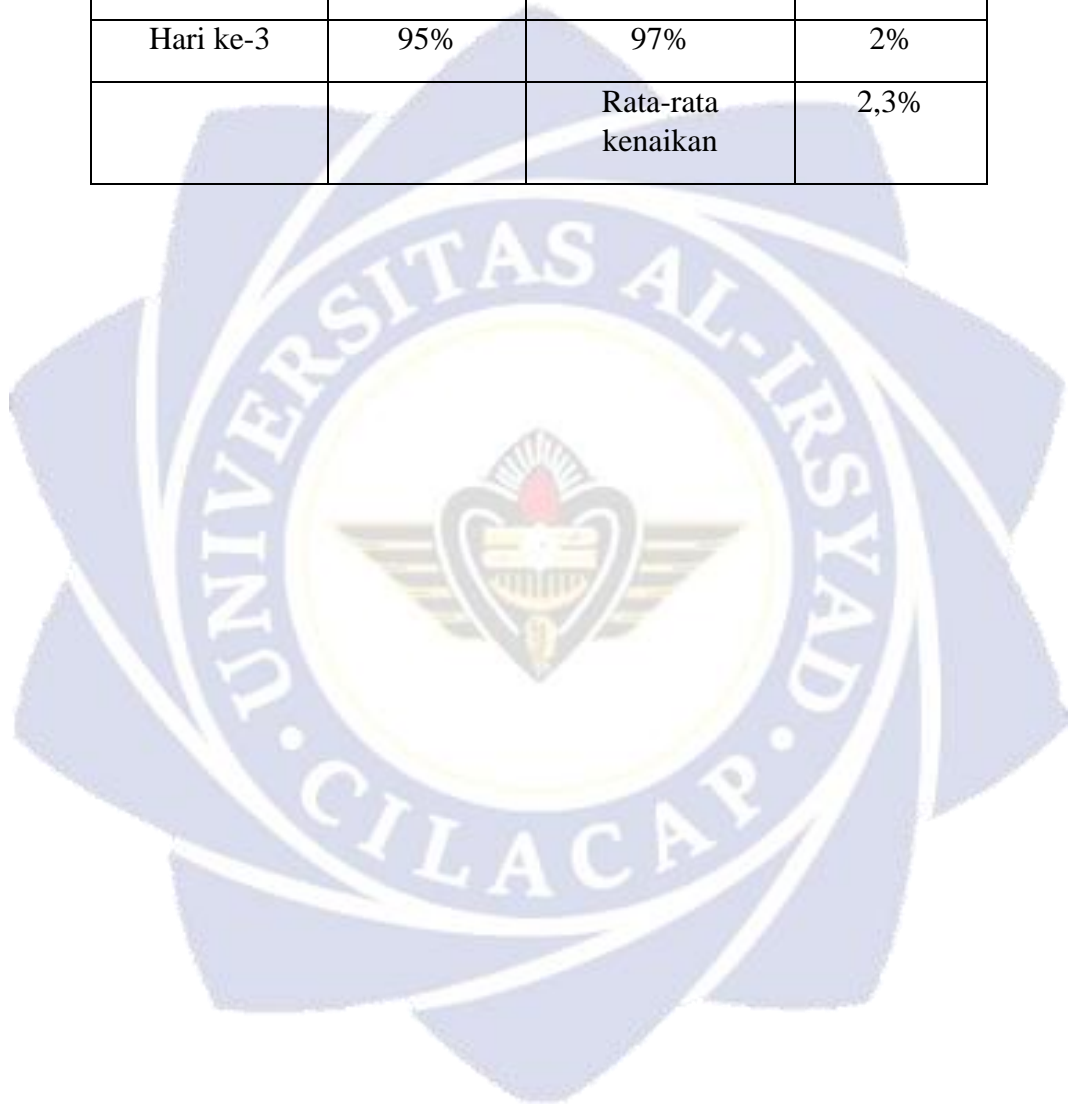 Hari ke-3 95% 97% 2%
Rata-rata 2,3%
kenaikan
UNIVERSITAS AL-IRSYAD
• CILACAP •